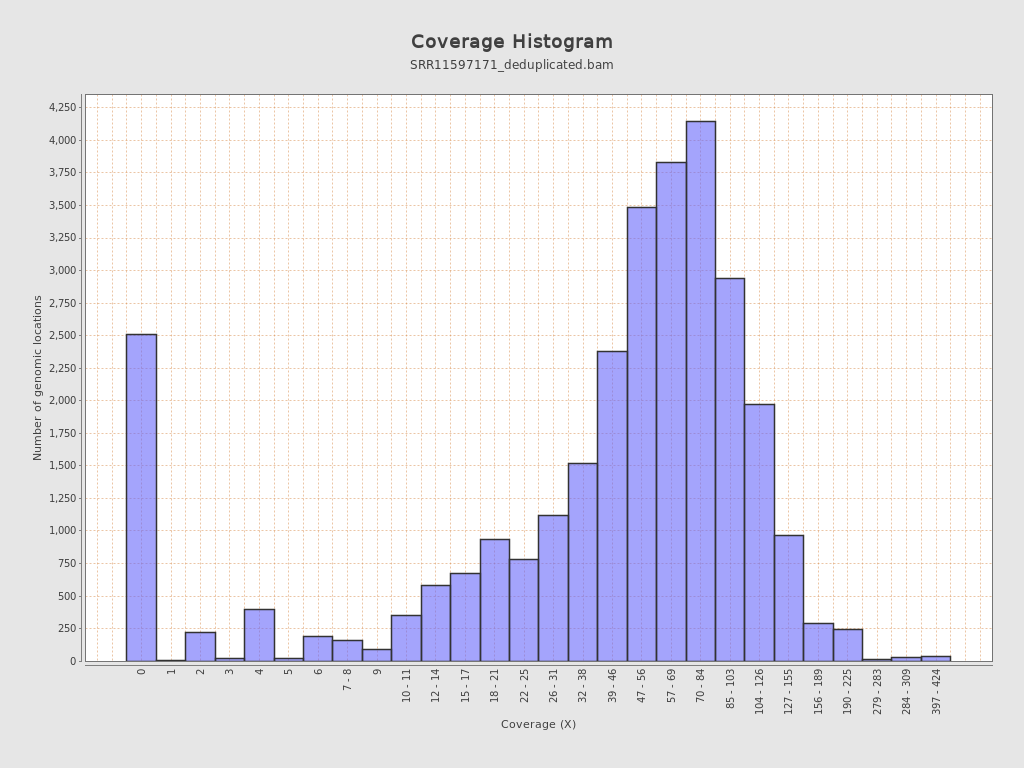 Coverage Histogram
SRR11597171_deduplicated.bam
Number of genomic locations
4,250
4,000
3,750
3,500
3,250
3,000
2,750
2,500
2,250
2,000
1,750
1,500
1,250
1,000
750
500
250
0
0
1
2
3
4
5
6
7 - 8
9
10 - 11
12 - 14
15 - 17
18 - 21
22 - 25
26 - 31
32 - 38
39 - 46
47 - 56
57 - 69
70 - 84
85 - 103
104 - 126
127 - 155
156 - 189
190 - 225
279 - 283
284 - 309
397 - 424
Coverage (X)